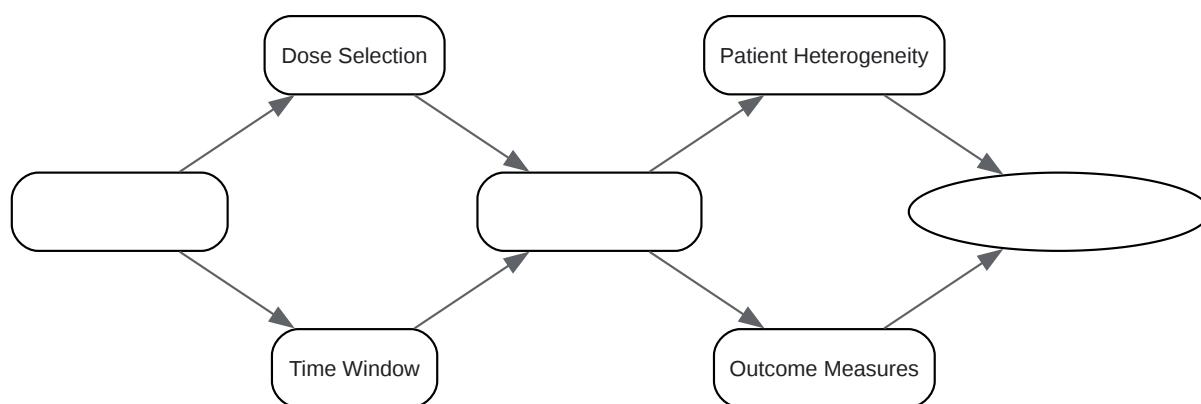 Dose Selection
Patient Heterogeneity
Time Window
Outcome Measures